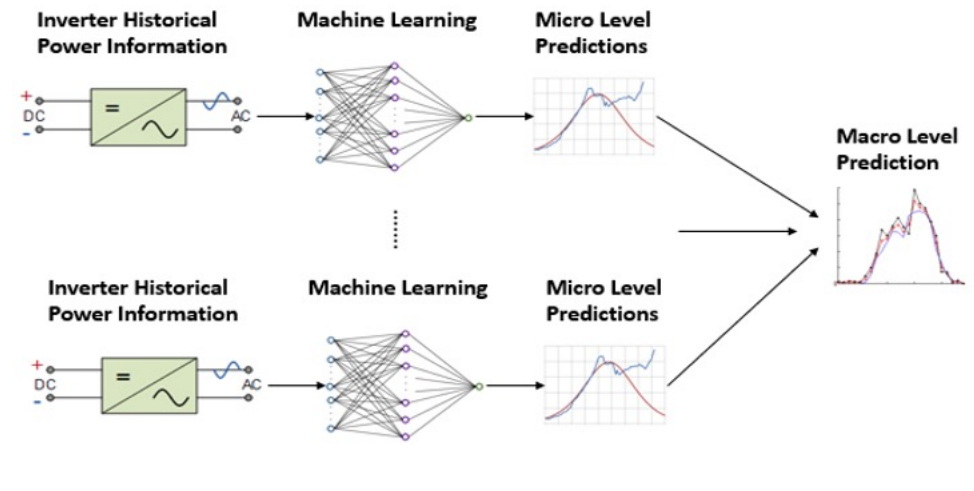 Inverter Historical
Power Information
Machine Learning
Micro Level
Predictions
+
DC
-
=
AC
Macro Level
Prediction
Inverter Historical
Power Information
Machine Learning
Micro Level
Predictions
+
DC
-
=
AC